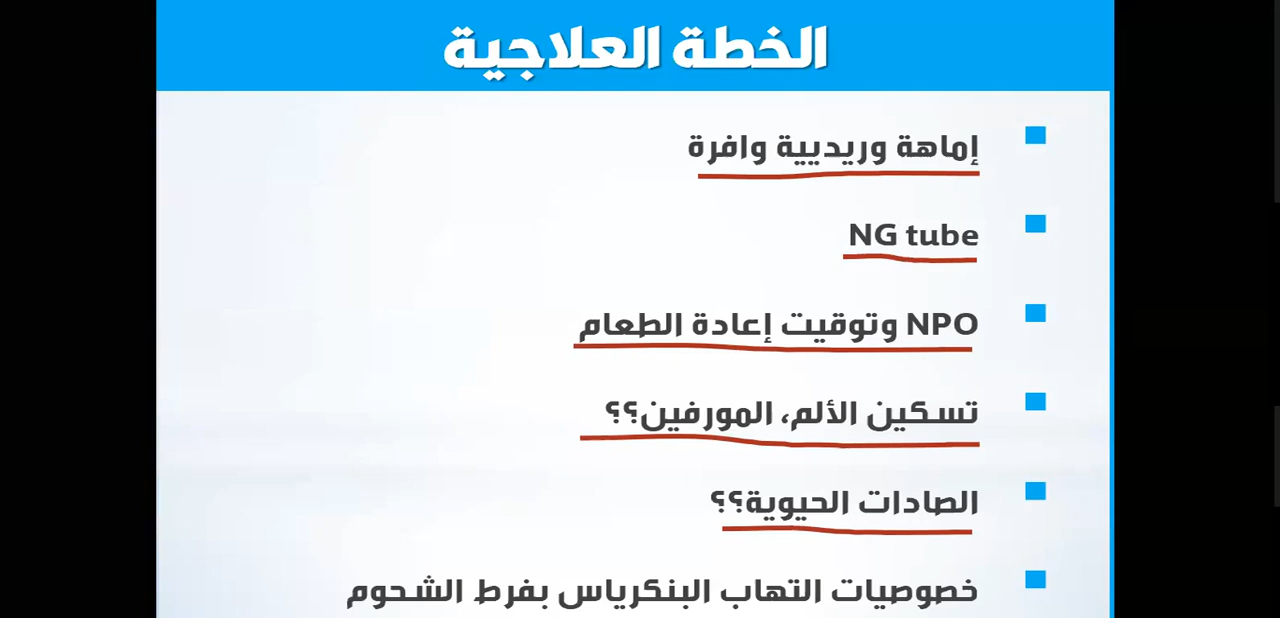 الخطة العلاجية
إماهة وريديية وافرة
NG tube
NPO وتوقيت إعادة الطعام
تسكين الألم، المورفين؟؟
الصادات الحيوية؟؟
خصوصيات التهاب البنكرياس بفرط الشحوم